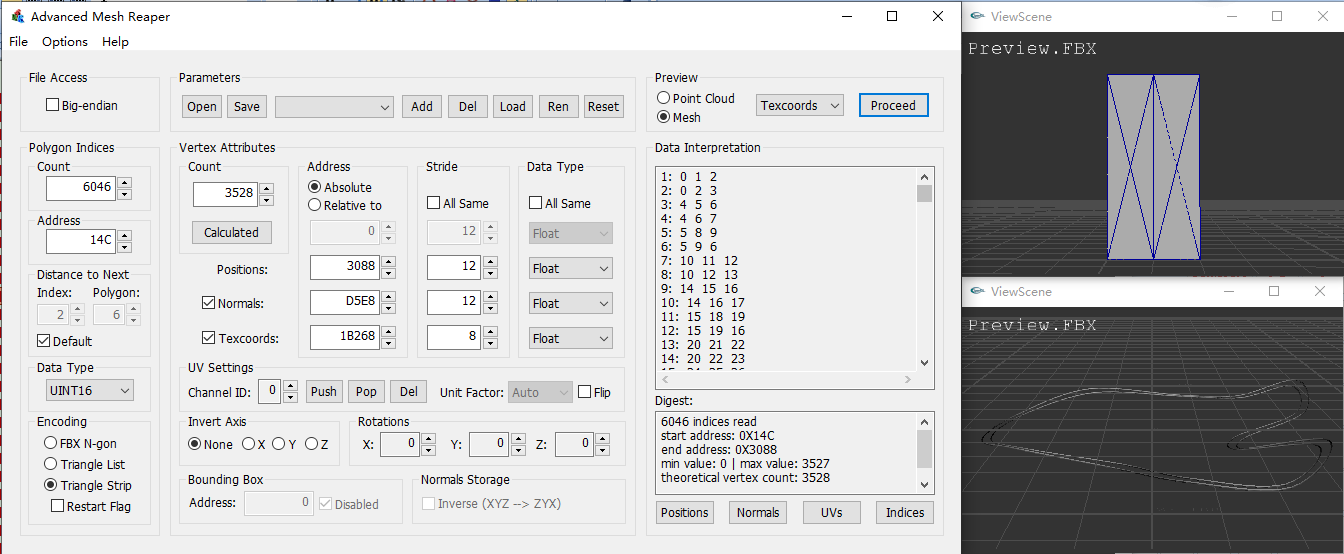 Advanced Mesh Reaper
File Options Help
File Access
Big-endian
Parameters
Open Save Add Del Load Ren Reset
Preview
Point Cloud
Mesh
Texcoords
Proceed
Polygon Indices
Count
6046
Address
14C
Distance to Next
Index: Polygon:
2 6
Default
Data Type
UINT16
Encoding
FBX N-gon
Triangle List
Triangle Strip
Restart Flag
Vertex Attributes
Count
3528
Calculated
Address
Absolute
Relative to
0
Stride
All Same
12
Data Type
All Same
Float
Positions: 3088 12 Float
Normals: D5E8 12 Float
Texcoords: 1B268 8 Float
UV Settings
Channel ID: 0 Push Pop Del Unit Factor: Auto Flip
Invert Axis
None X Y Z
Rotations
X: 0 Y: 0 Z: 0
Bounding Box
Address: 0 Disabled
Normals Storage
Inverse (XYZ --> ZYX)
Data Interpretation
1: 0 1 2
2: 0 2 3
3: 4 5 6
4: 4 6 7
5: 5 8 9
6: 5 9 6
7: 10 11 12
8: 10 12 13
9: 14 15 16
10: 14 16 17
11: 15 18 19
12: 15 19 16
13: 20 21 22
14: 20 22 23
Digest:
6046 indices read
start address: 0X14C
end address: 0X3088
min value: 0 | max value: 3527
theoretical vertex count: 3528
Positions Normals UVs Indices
ViewScene
Preview.FBX
ViewScene
Preview.FBX